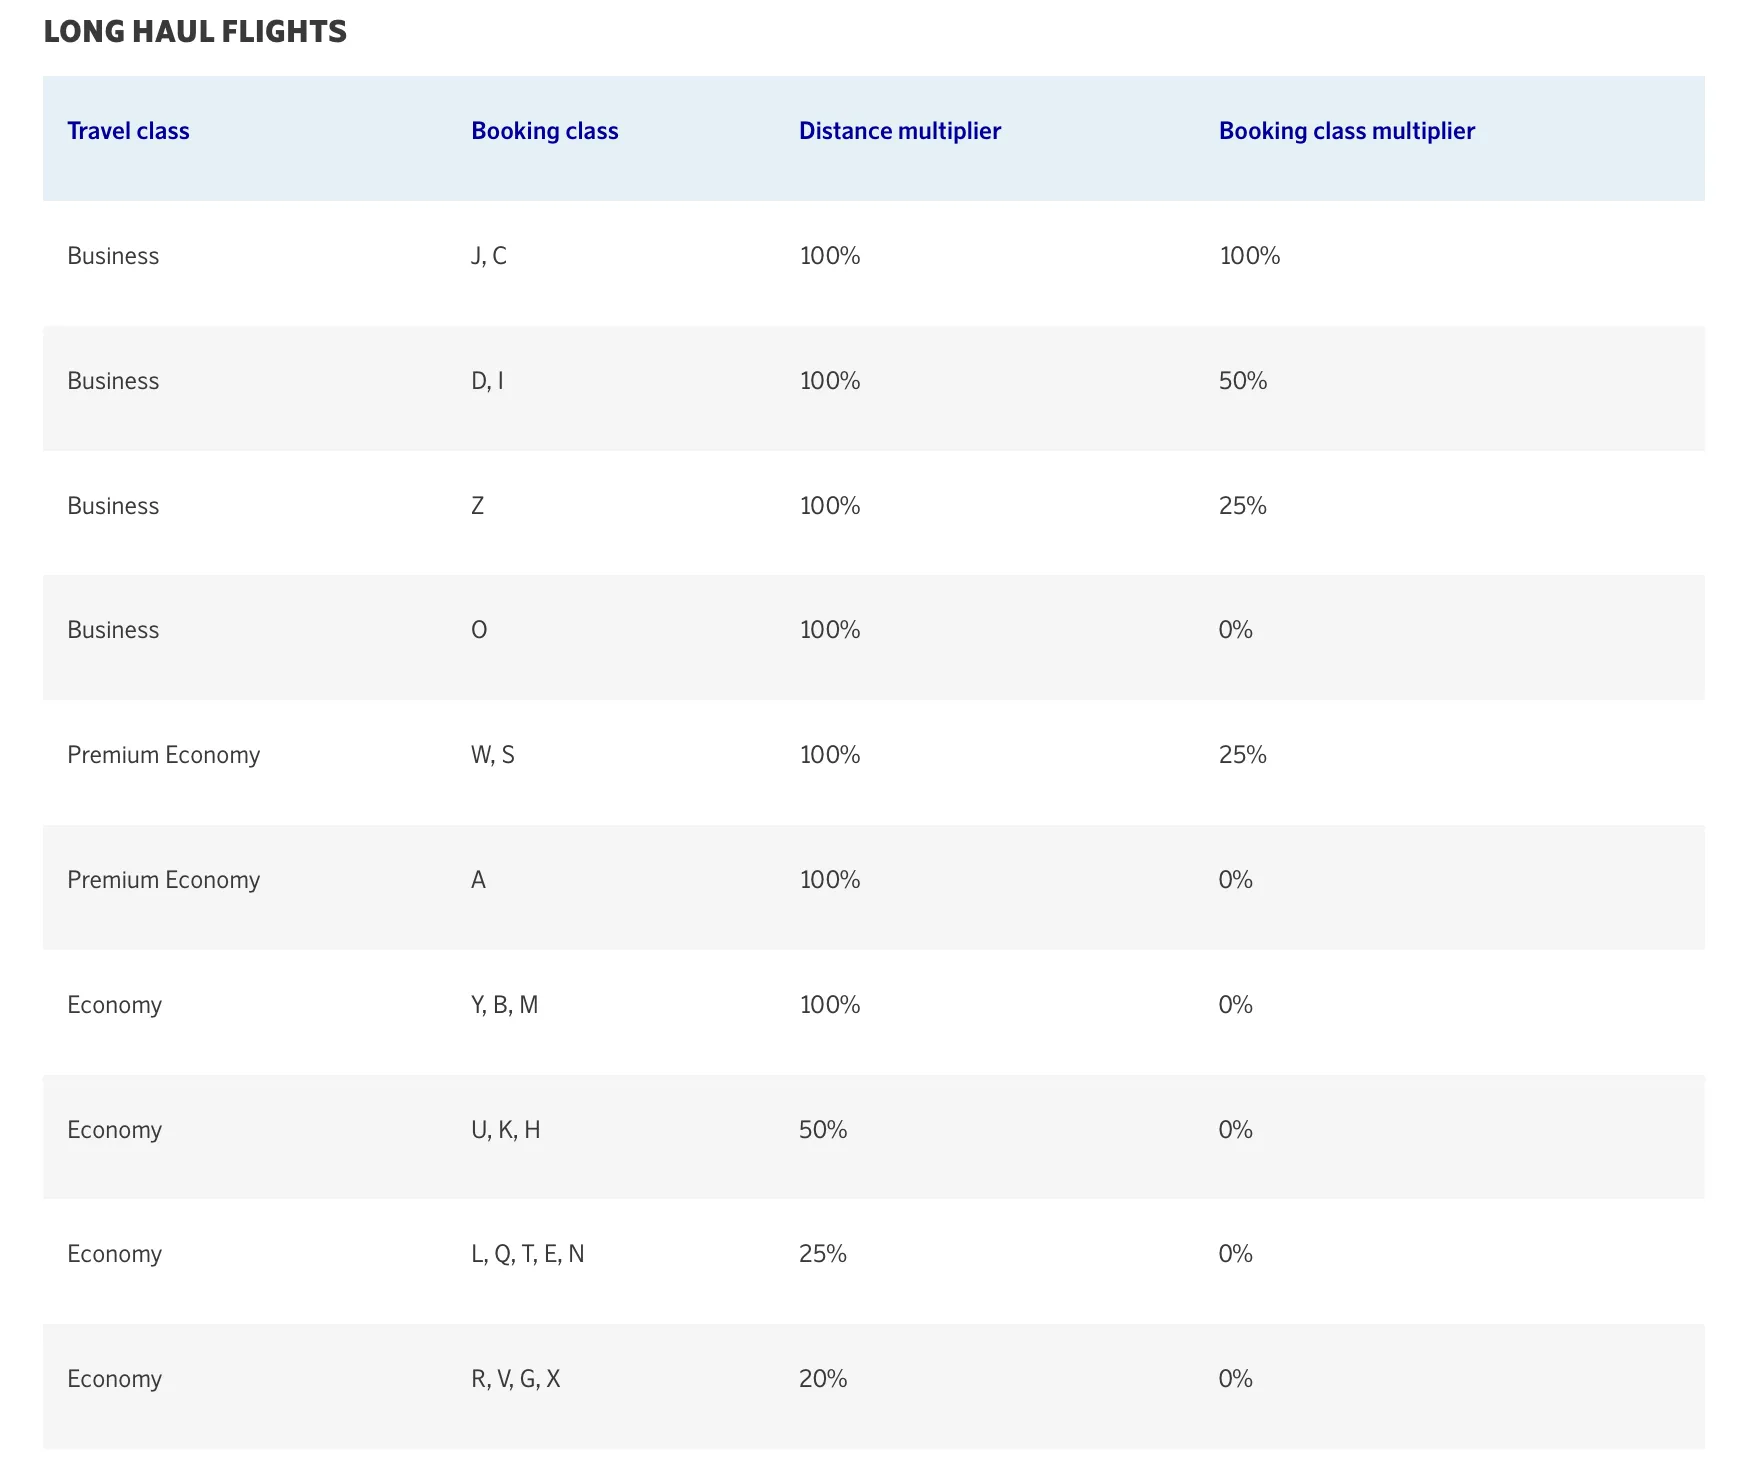 LONG HAUL FLIGHTS
Travel class Booking class Distance multiplier Booking class multiplier
Business J, C 100% 100%
Business D, I 100% 50%
Business Z 100% 25%
Business O 100% 0%
Premium Economy W, S 100% 25%
Premium Economy A 100% 0%
Economy Y, B, M 100% 0%
Economy U, K, H 50% 0%
Economy L, Q, T, E, N 25% 0%
Economy R, V, G, X 20% 0%